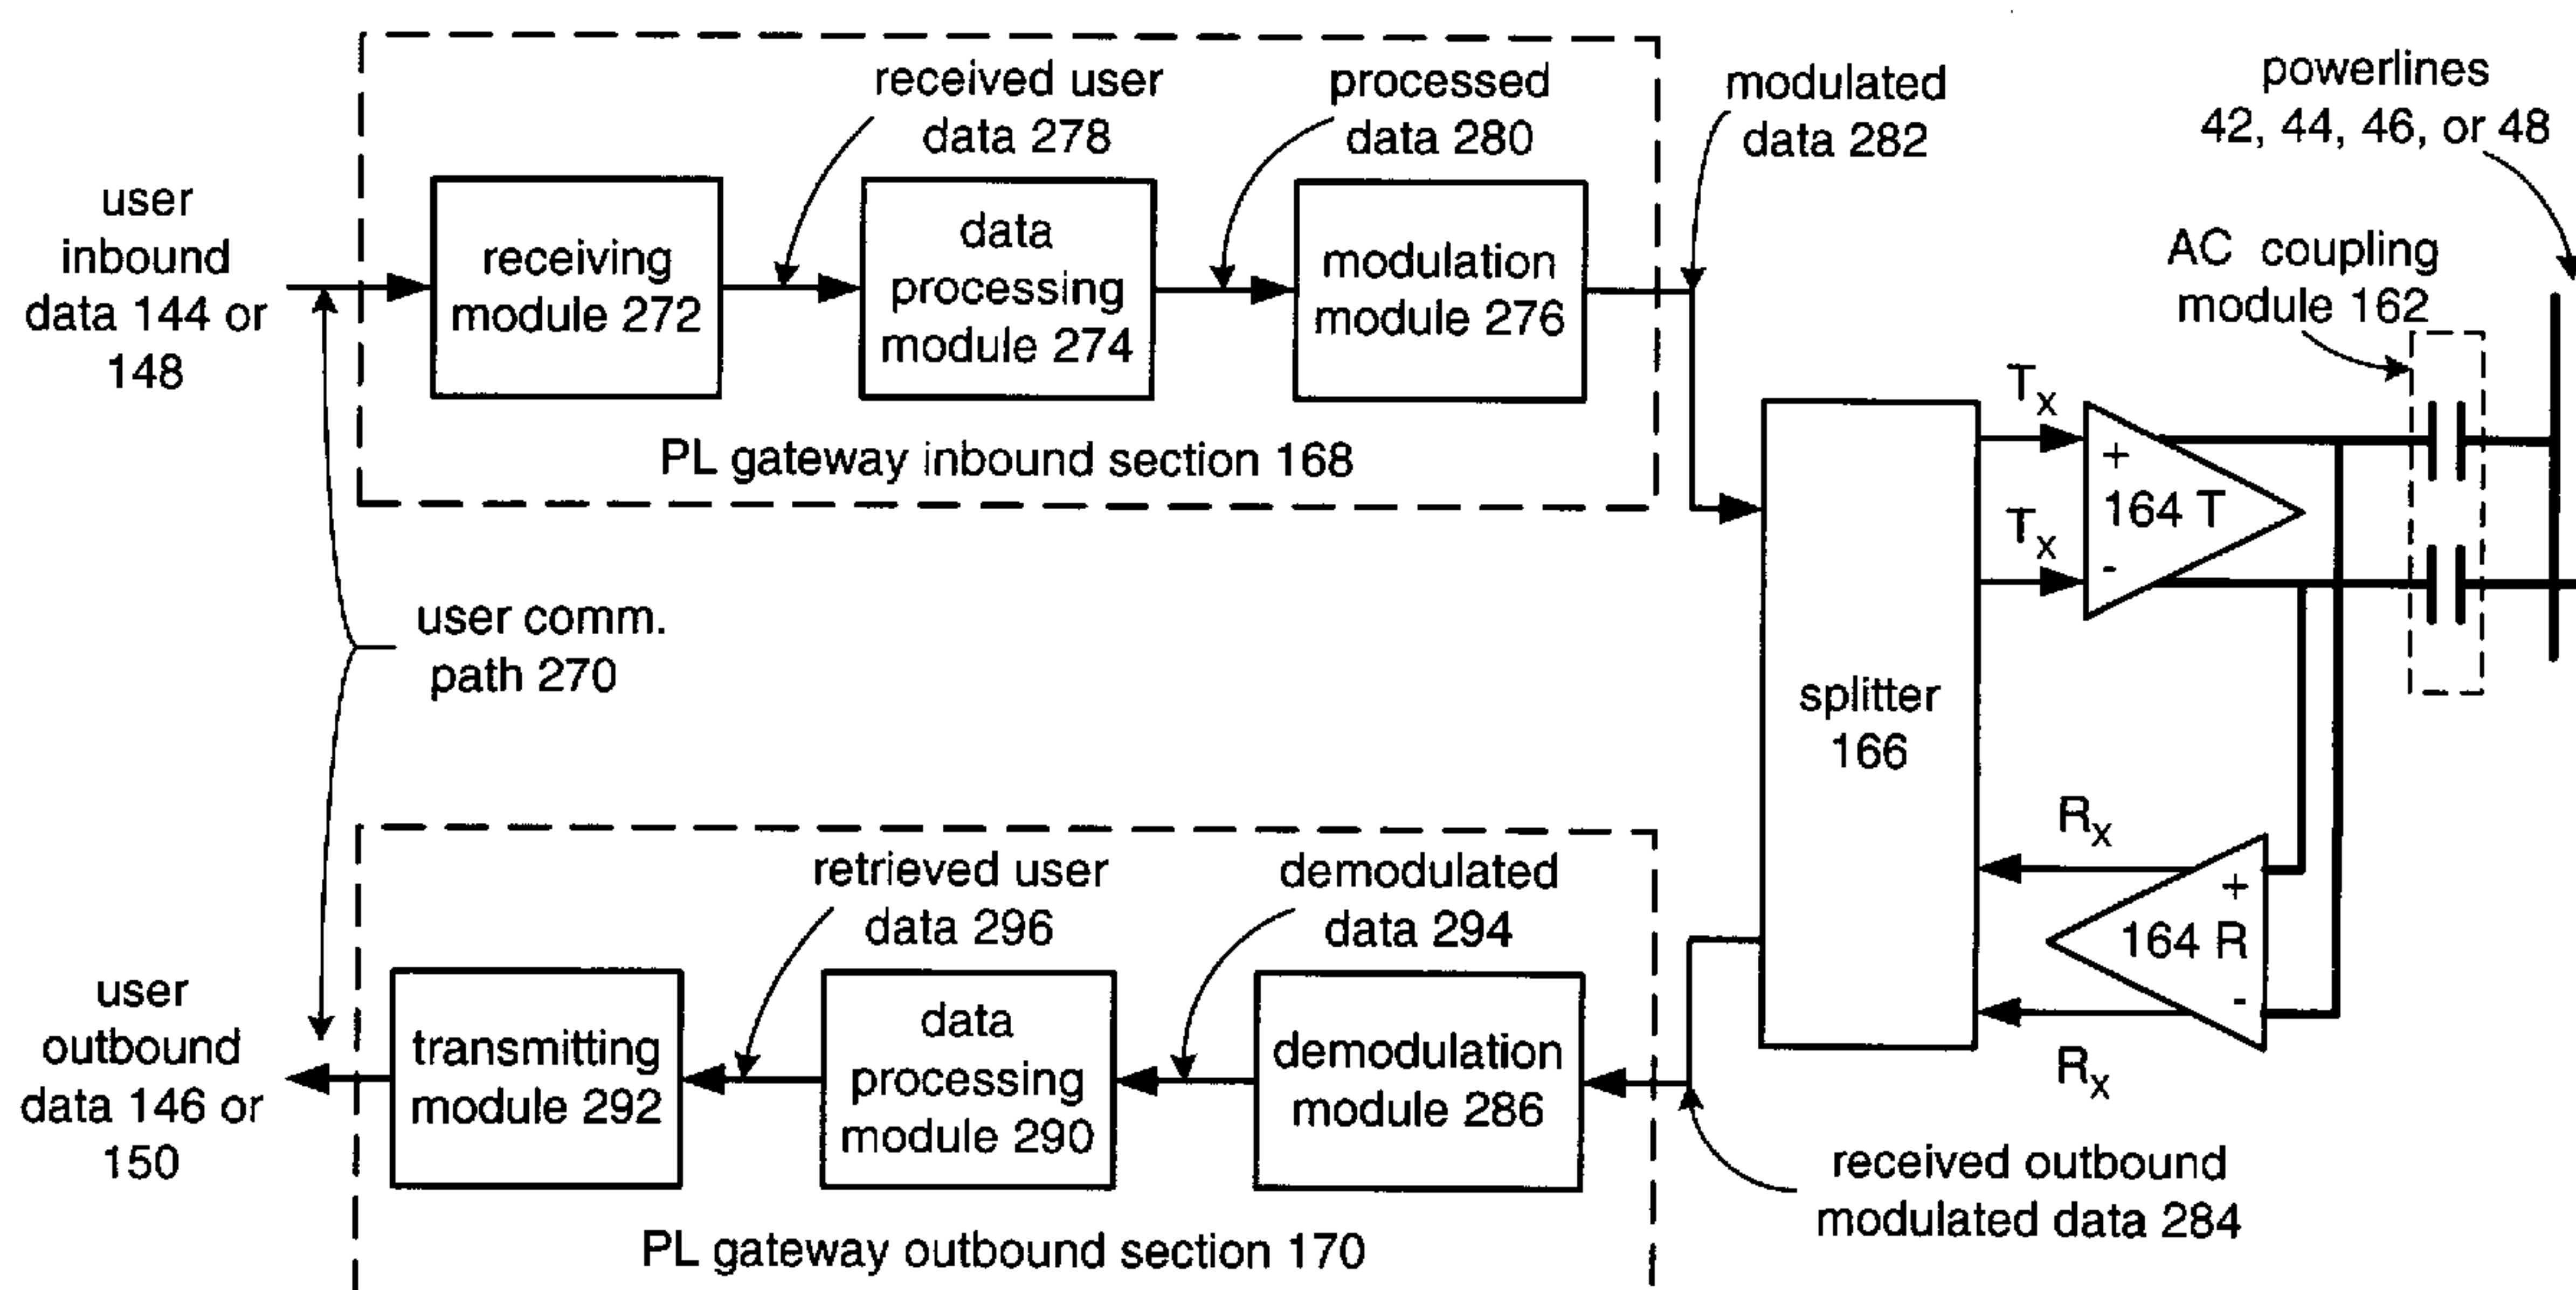 received user
data 278
processed
data 280
modulated
data 282
powerlines
42, 44, 46, or 48
user
inbound
data 144 or
148
receiving
module 272
data
processing
module 274
modulation
module 276
AC coupling
module 162
PL gateway inbound section 168
Tx
+
164 T
Tx
-
user comm.
path 270
splitter
166
Rx
+
164 R
-
Rx
retrieved user
data 296
demodulated
data 294
user
outbound
data 146 or
150
transmitting
module 292
data
processing
module 290
demodulation
module 286
received outbound
modulated data 284
PL gateway outbound section 170